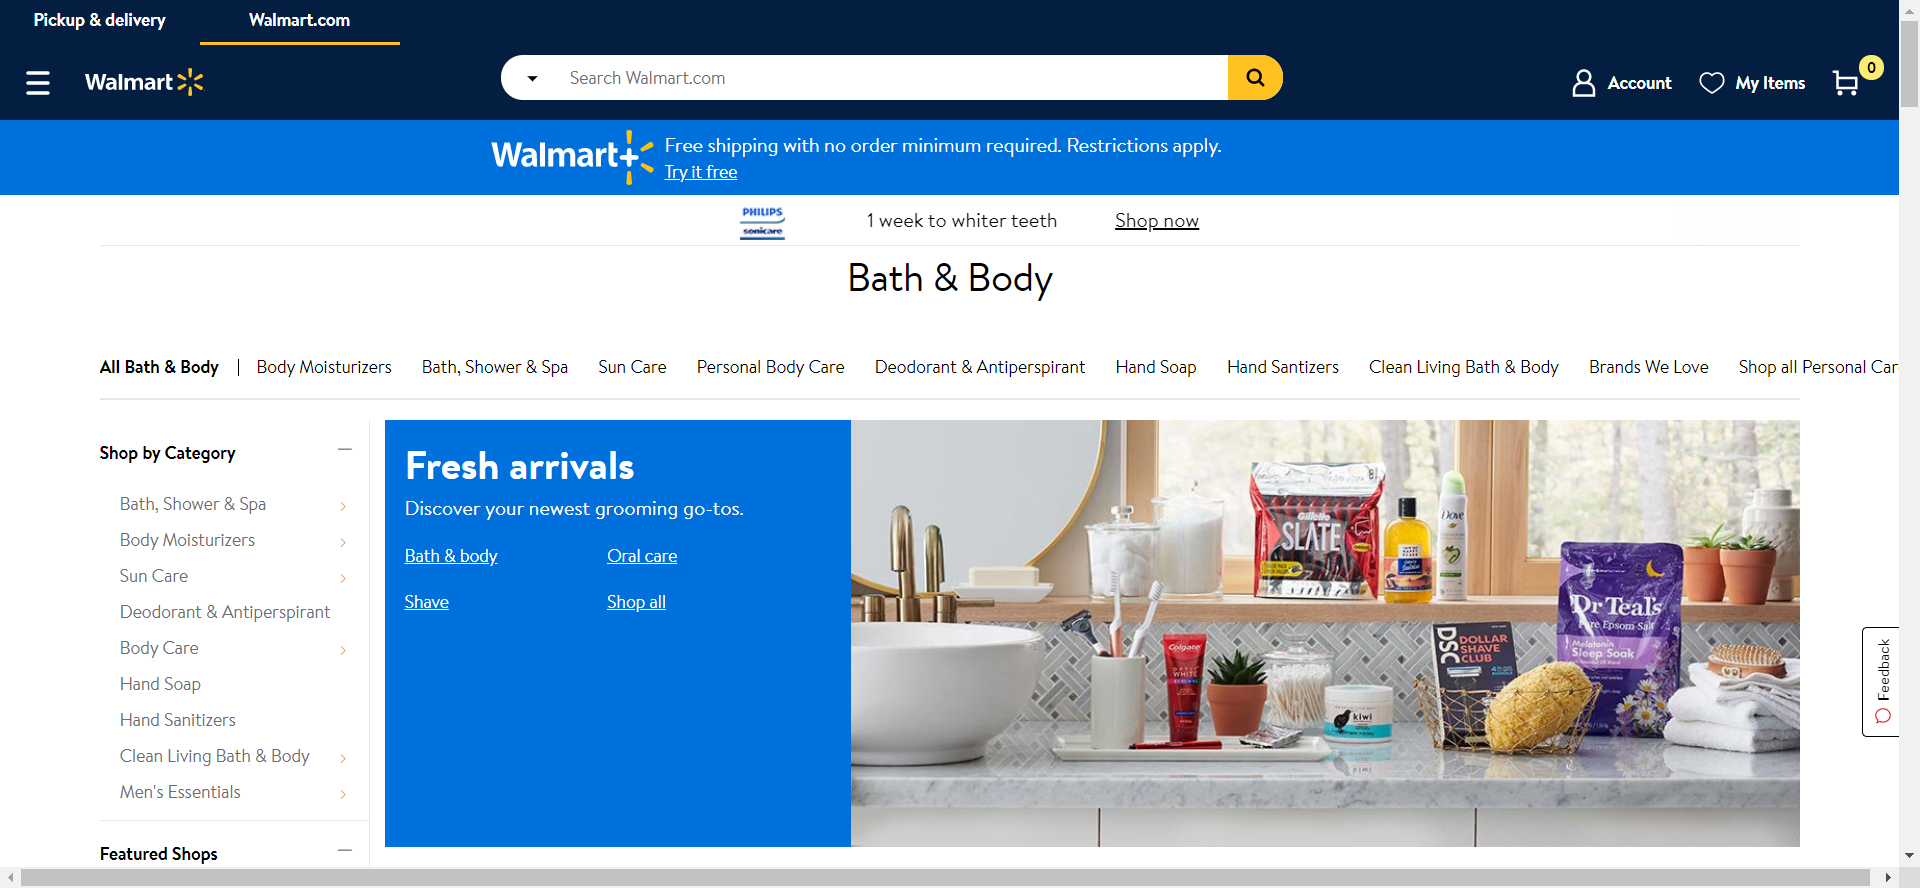 Pickup & delivery
Walmart.com
Walmart
Search Walmart.com
Account
My Items
0
Walmart+
Free shipping with no order minimum required. Restrictions apply.
Try it free
PHILIPS
sonicare
1 week to whiter teeth
Shop now
Bath & Body
All Bath & Body
Body Moisturizers
Bath, Shower & Spa
Sun Care
Personal Body Care
Deodorant & Antiperspirant
Hand Soap
Hand Santizers
Clean Living Bath & Body
Brands We Love
Shop all Personal Car
Shop by Category
Bath, Shower & Spa
Body Moisturizers
Sun Care
Deodorant & Antiperspirant
Body Care
Hand Soap
Hand Sanitizers
Clean Living Bath & Body
Men's Essentials
Featured Shops
Fresh arrivals
Discover your newest grooming go-tos.
Bath & body
Oral care
Shave
Shop all
Gillette
SLATE
Dove
Dr Teal's
Pure Epsom Salt
Melatonin
Sleep Soak
DSC
DOLLAR
SHAVE
CLUB
Colgate
OPTIC
WHITE
RENEWAL
kiwi
Feedback